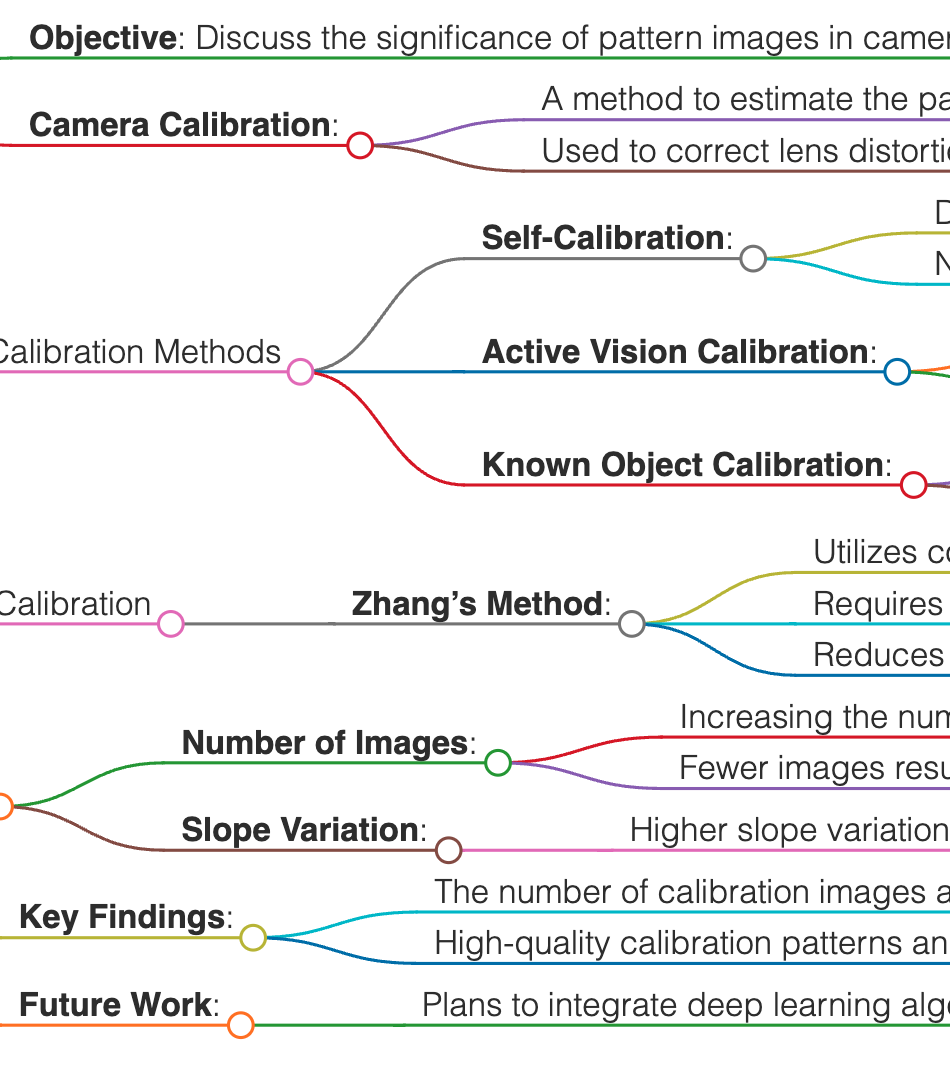 Objective: Discuss the significance of pattern images in camer
Camera Calibration:
A method to estimate the pa
Used to correct lens distorti
Calibration Methods
Self-Calibration:
D
N
Active Vision Calibration:
Known Object Calibration:
Calibration
Zhang’s Method:
Utilizes co
Requires
Reduces
Number of Images:
Increasing the num
Fewer images resu
Slope Variation:
Higher slope variation
Key Findings:
The number of calibration images a
High-quality calibration patterns an
Future Work:
Plans to integrate deep learning algo